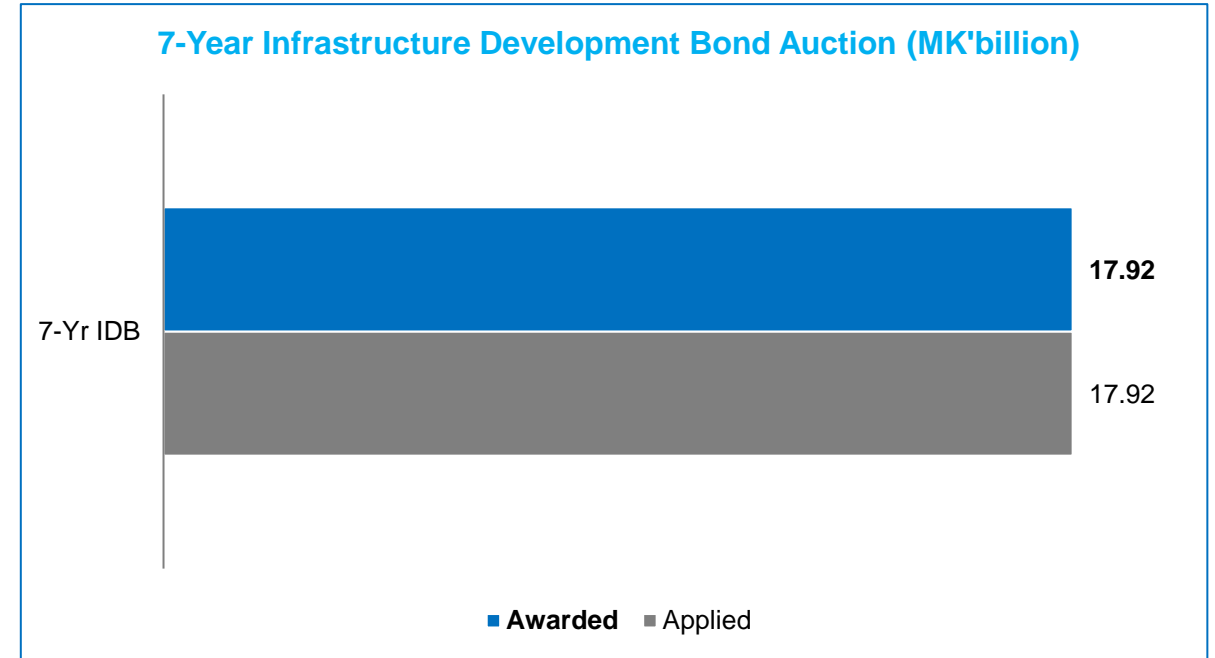 7-Year Infrastructure Development Bond Auction (MK'billion)
17.92
7-Yr IDB
17.92
Awarded Applied